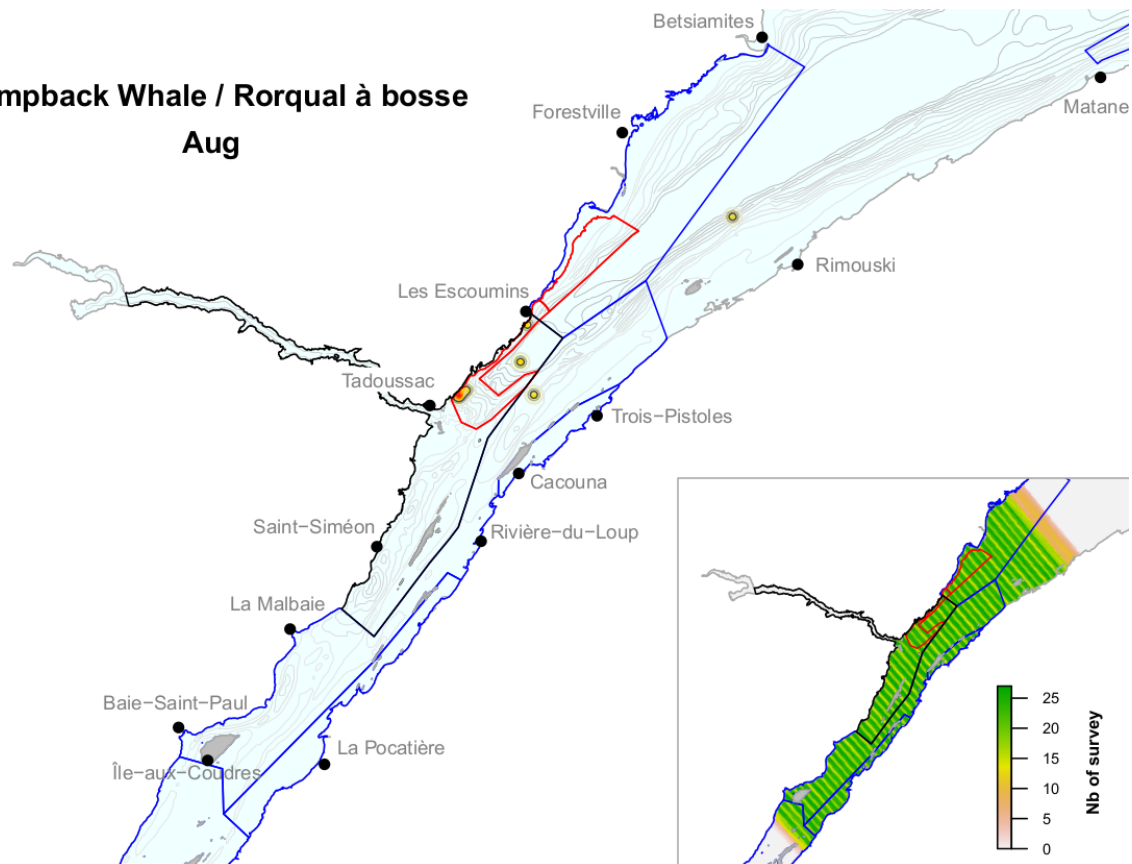 mpback Whale / Rorqual à bosse
Aug
Betsiamites
Matane
Forestville
Rimouski
Les Escoumins
Tadoussac
Trois−Pistoles
Cacouna
Saint−Siméon
Rivière−du−Loup
La Malbaie
Baie−Saint−Paul
La Pocatière
Île−aux−Coudres
25
20
15
10
5
0
Nb of survey